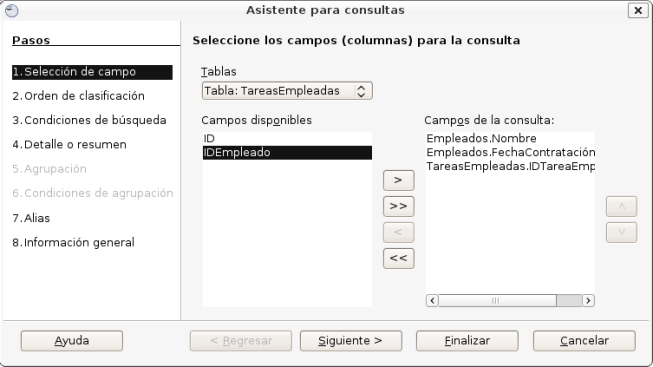 Asistente para consultas
Pasos
1.Selección de campo
2.Orden de clasificación
3.Condiciones de búsqueda
4.Detalle o resumen
5.Agrupación
6.Condiciones de agrupación
7.Alias
8.Información general
Seleccione los campos (columnas) para la consulta
Tablas
Tabla: TareasEmpleadas
Campos disponibles
ID
IDEmpleado
>
>>
<
<<
Campos de la consulta:
Empleados.Nombre
Empleados.FechaContratación
TareasEmpleadas.IDTareaEmp
Ayuda
< Regresar
Siguiente >
Finalizar
Cancelar